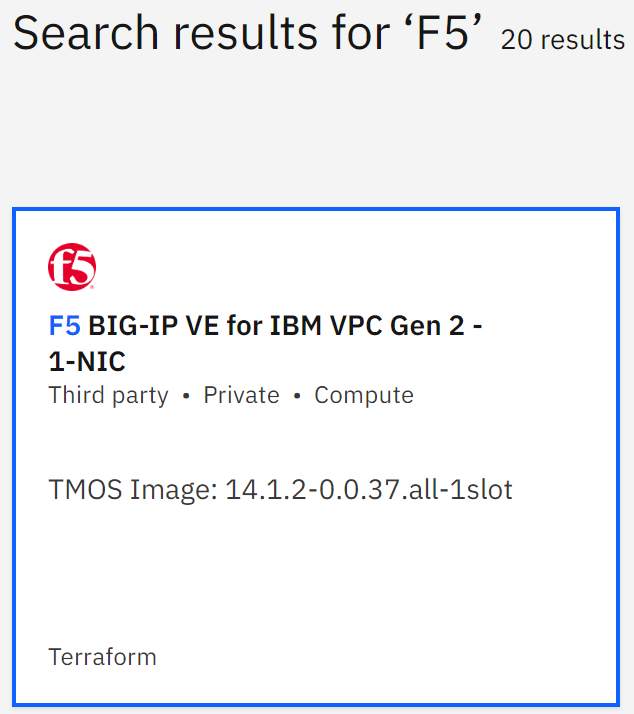 Search results for ‘F5’ 20 results
f5
F5 BIG-IP VE for IBM VPC Gen 2 -
1-NIC
Third party • Private • Compute
TMOS Image: 14.1.2-0.0.37.all-1slot
Terraform